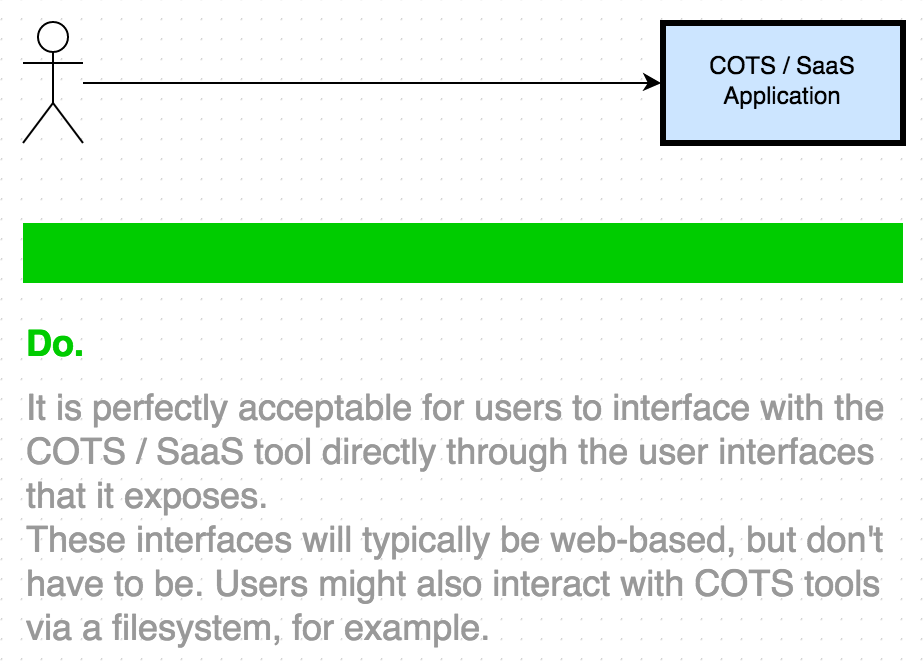 COTS / SaaS
Application
Do.
It is perfectly acceptable for users to interface with the
COTS / SaaS tool directly through the user interfaces
that it exposes.
These interfaces will typically be web-based, but don't
have to be. Users might also interact with COTS tools
via a filesystem, for example.